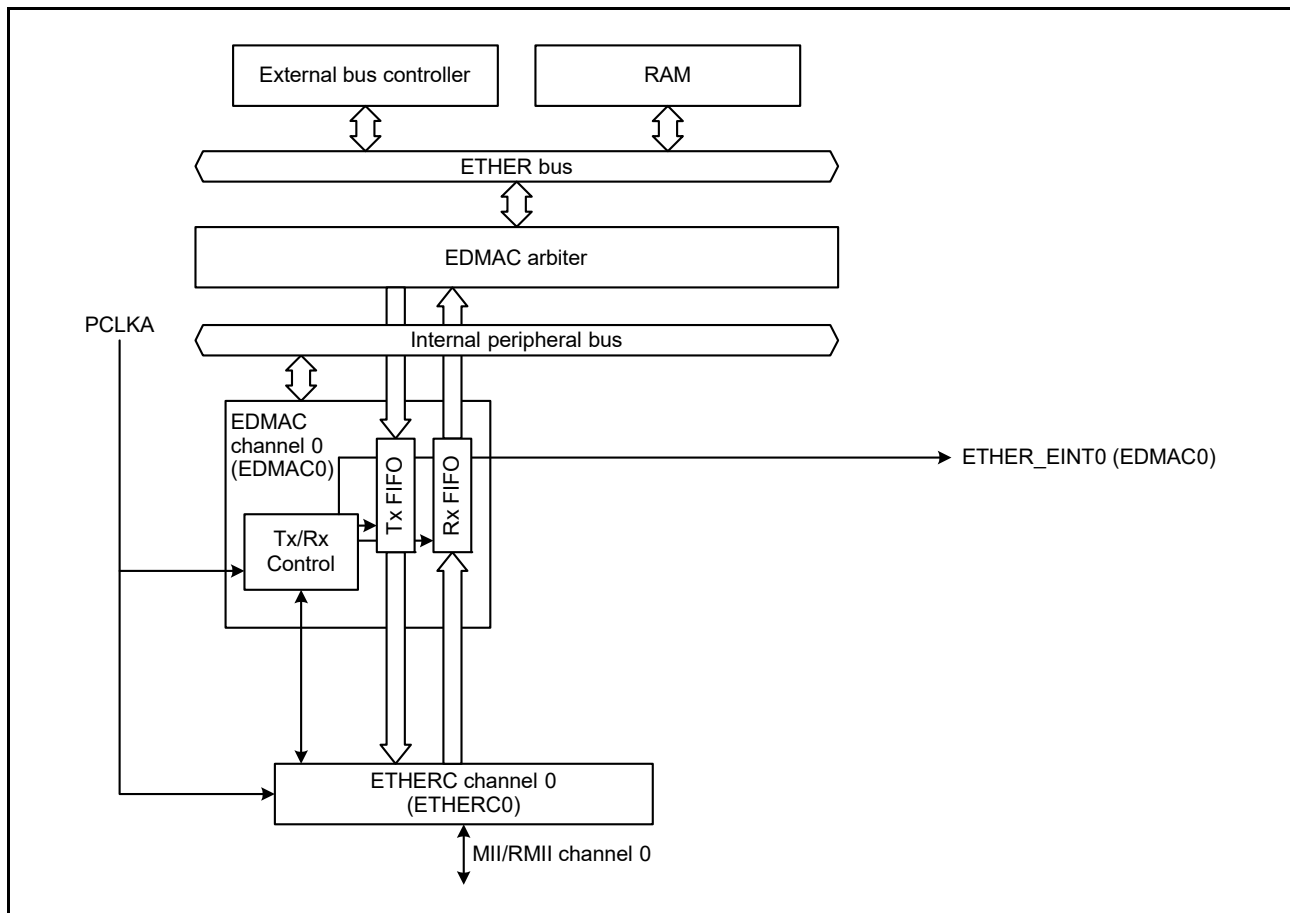 External bus controller
RAM
ETHER bus
EDMAC arbiter
PCLKA
Internal peripheral bus
EDMAC
channel 0
(EDMAC0)
Tx FIFO
Rx FIFO
ETHER_EINT0 (EDMAC0)
Tx/Rx
Control
ETHERC channel 0
(ETHERC0)
MII/RMII channel 0